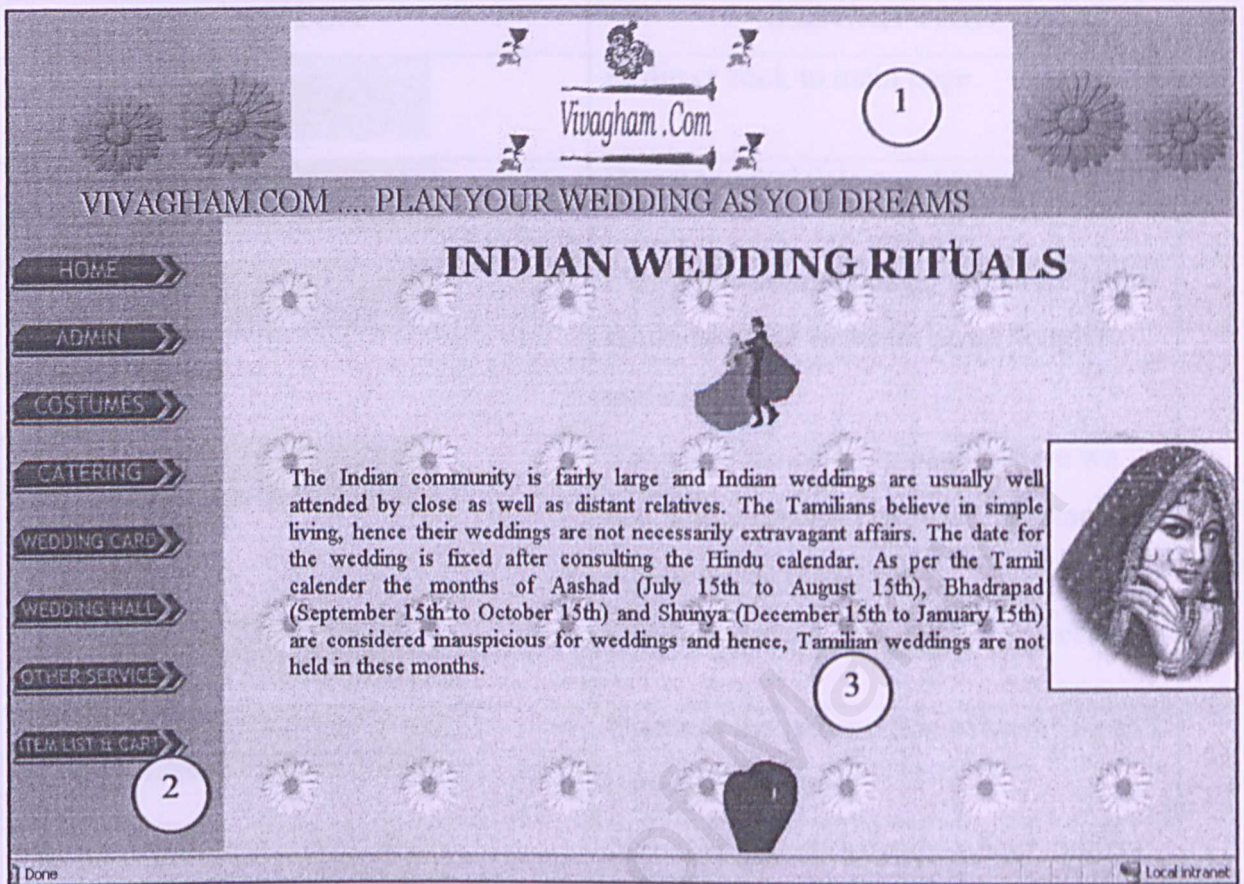 Vivagham .Com
1
VIVAGHAM.COM .... PLAN YOUR WEDDING AS YOU DREAMS
HOME
ADMIN
COSTUMES
CATERING
WEDDING CARD
WEDDING HALL
OTHER SERVICE
ITEM LIST & CART
2
INDIAN WEDDING RITUALS
The Indian community is fairly large and Indian weddings are usually well
attended by close as well as distant relatives. The Tamilians believe in simple
living, hence their weddings are not necessarily extravagant affairs. The date for
the wedding is fixed after consulting the Hindu calendar. As per the Tamil
calender the months of Aashad (July 15th to August 15th), Bhadrapad
(September 15th to October 15th) and Shunya (December 15th to January 15th)
are considered inauspicious for weddings and hence, Tamilian weddings are not
held in these months.
3
Done
Local intranet